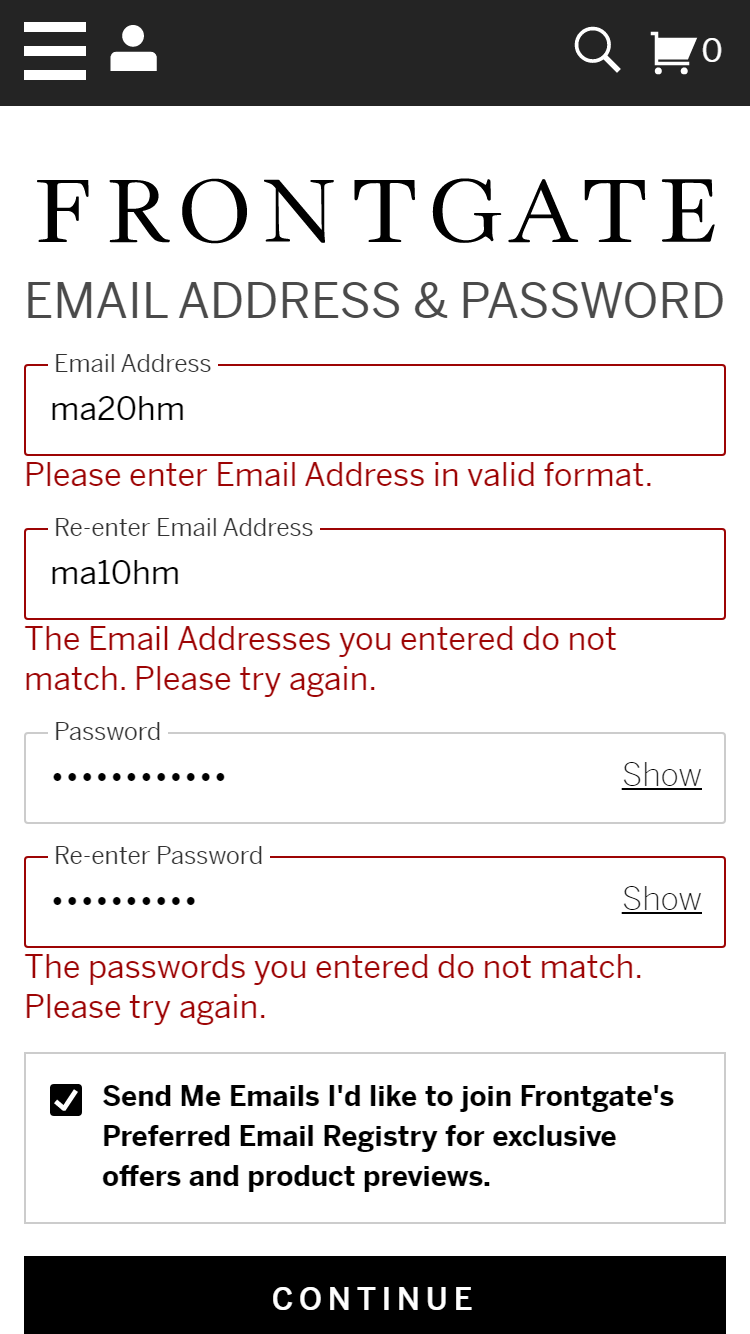 0
FRONTGATE
EMAIL ADDRESS & PASSWORD
Email Address
ma20hm
Please enter Email Address in valid format.
Re-enter Email Address
ma10hm
The Email Addresses you entered do not
match. Please try again.
Password
••••••••••••
Show
Re-enter Password
••••••••••
Show
The passwords you entered do not match.
Please try again.
Send Me Emails I'd like to join Frontgate's
Preferred Email Registry for exclusive
offers and product previews.
CONTINUE